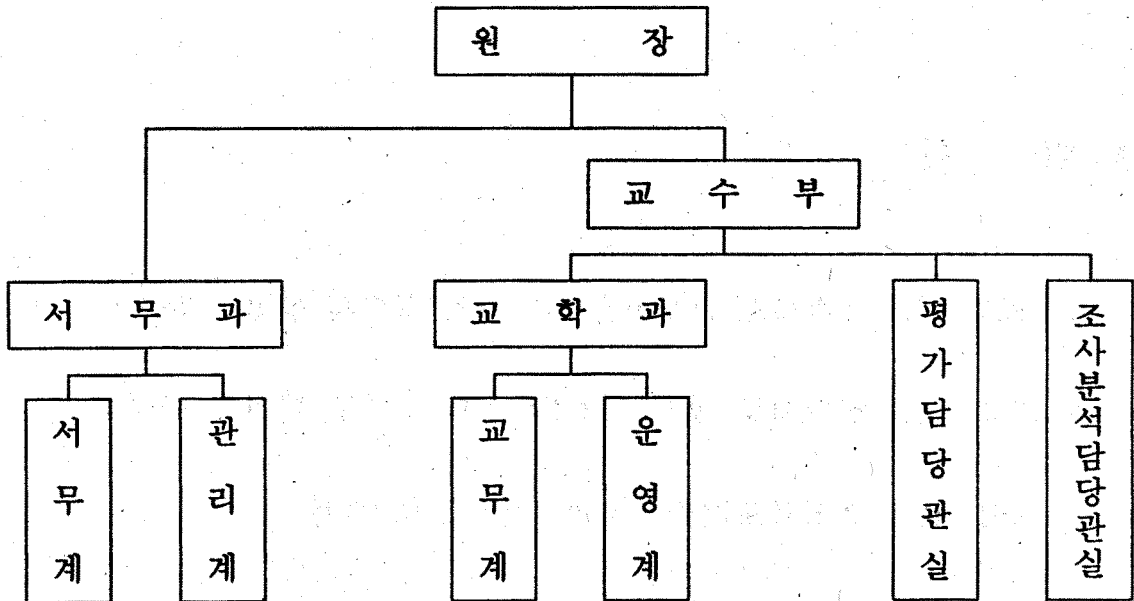 원 장
교 수 부
서 무 과
교 학 과
평가담당관실
조사분석담당관실
서무계
관리계
교무계
운영계